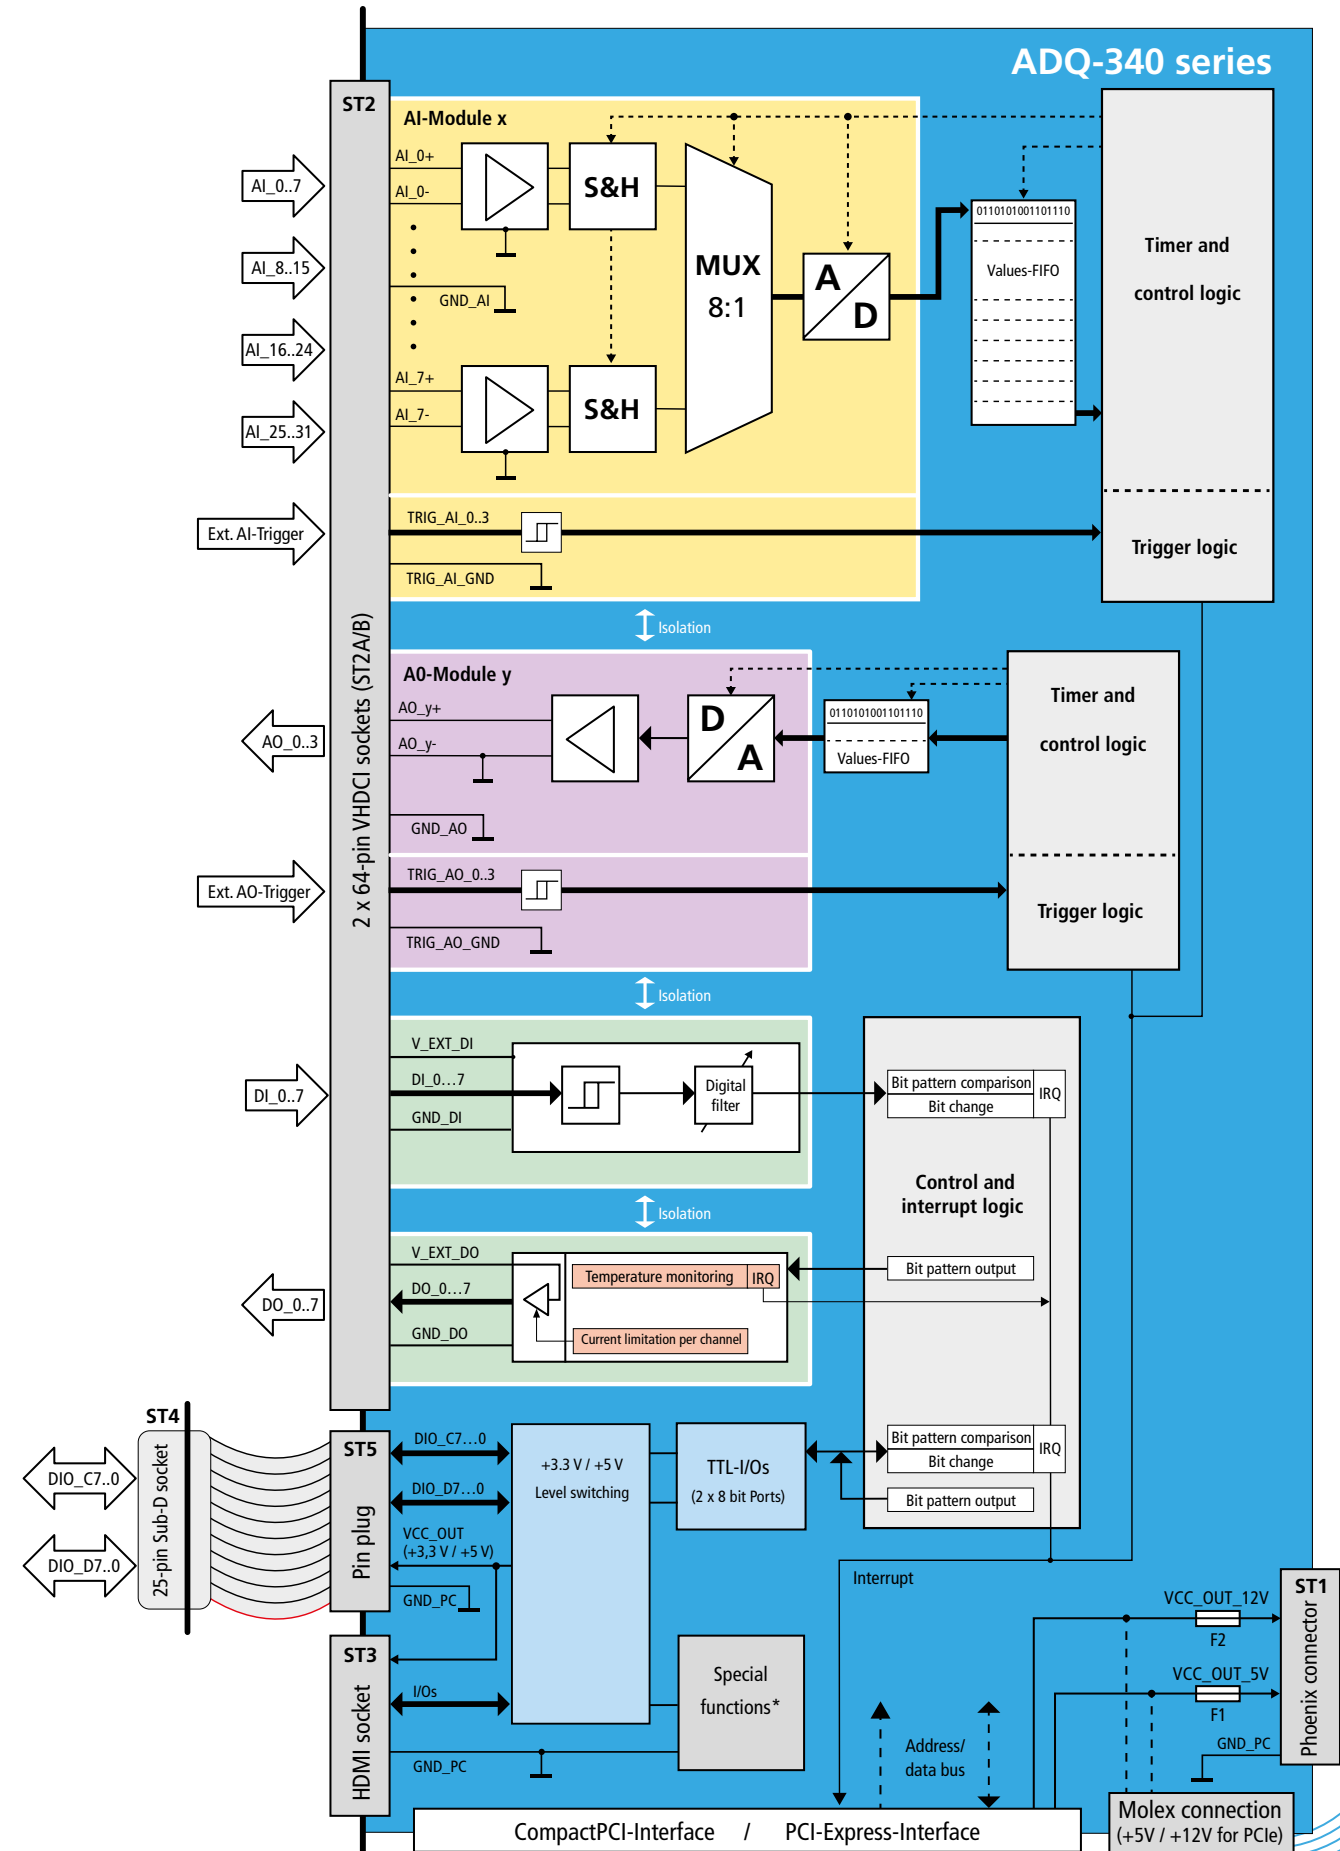 ADQ-340 series
ST2
AI-Module x
AI_0+
AI_0-
S&H
AI_0..7
AI_8..15
AI_16..24
AI_25..31
GND_AI
MUX
8:1
A
D
0110101001101110
Values-FIFO
Timer and
control logic
AI_7+
AI_7-
S&H
Ext. AI-Trigger
TRIG_AI_0..3
TRIG_AI_GND
Trigger logic
Isolation
2 x 64-pin VHDCI sockets (ST2A/B)
A0-Module y
AO_y+
AO_y-
AO_0..3
D
A
0110101001101110
Values-FIFO
Timer and
control logic
GND_AO
Ext. AO-Trigger
TRIG_AO_0..3
TRIG_AO_GND
Trigger logic
Isolation
V_EXT_DI
DI_0...7
GND_DI
DI_0..7
Digital
filter
Bit pattern comparison
Bit change
IRQ
Control and
interrupt logic
Isolation
V_EXT_DO
DO_0...7
GND_DO
DO_0..7
Temperature monitoring
IRQ
Current limitation per channel
Bit pattern output
ST4
25-pin Sub-D socket
DIO_C7..0
DIO_D7..0
ST5
Pin plug
DIO_C7...0
DIO_D7...0
VCC_OUT
(+3,3 V / +5 V)
GND_PC
+3.3 V / +5 V
Level switching
TTL-I/Os
(2 x 8 bit Ports)
Bit pattern comparison
Bit change
IRQ
Bit pattern output
Interrupt
ST3
HDMI socket
I/Os
GND_PC
Special
functions*
Address/
data bus
VCC_OUT_12V
F2
VCC_OUT_5V
F1
GND_PC
ST1
Phoenix connector
Molex connection
(+5V / +12V for PCIe)
CompactPCI-Interface / PCI-Express-Interface